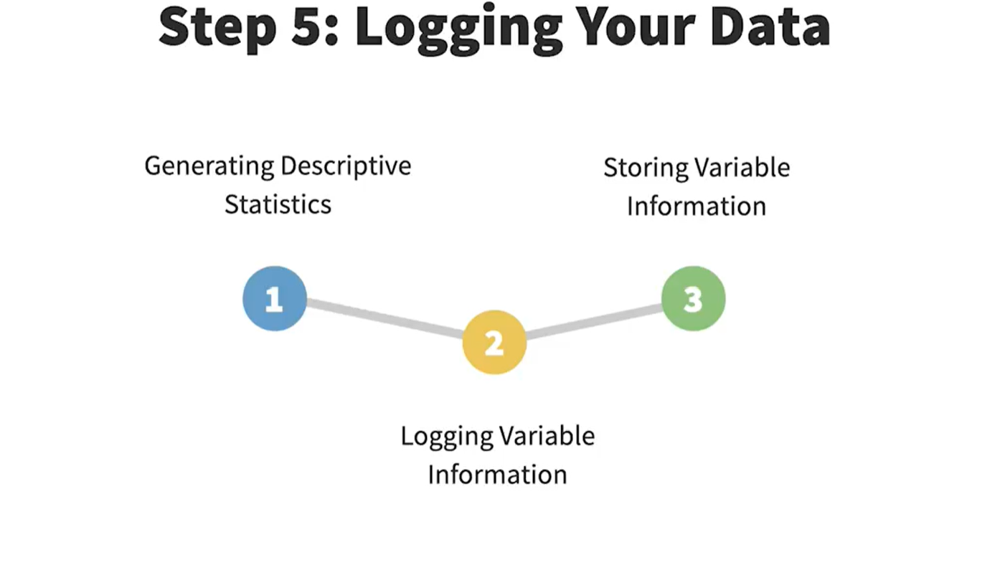 Step 5: Logging Your Data
Generating Descriptive
Statistics
Storing Variable
Information
1
2
3
Logging Variable
Information